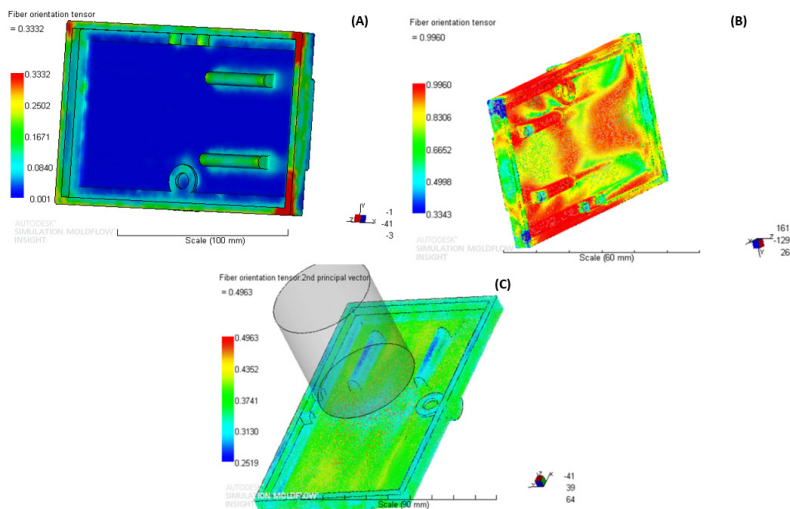 (A)
Fiber orientation tensor
= 0.3332
0.3332
0.2502
0.1671
0.0840
0.001
AUTODESK
SIMULATION MOLDFLOW
INSIGHT
Scale (100 mm)
Y
Z
X
-1
-41
-3
(B)
Fiber orientation tensor
= 0.9960
0.9960
0.8306
0.6652
0.4998
0.3343
AUTODESK
SIMULATION MOLDFLOW
INSIGHT
Scale (60 mm)
X
Z
Y
161
-129
26
(C)
Fiber orientation tensor:2nd principal vector
= 0.4963
0.4963
0.4352
0.3741
0.3130
0.2519
AUTODESK
SIMULATION MOLDFLOW
INSIGHT
Scale (90 mm)
Z
X
Y
-41
39
64